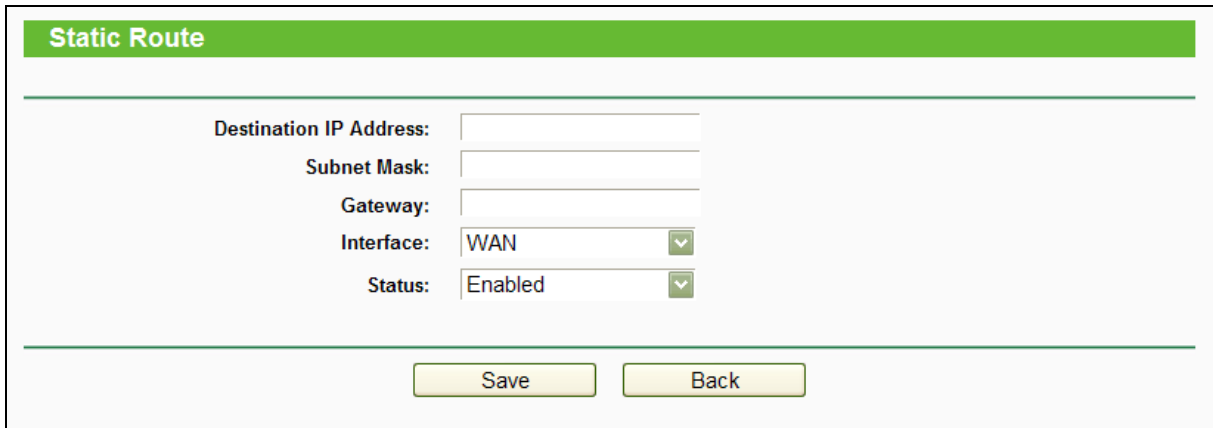 Static Route
Destination IP Address:
Subnet Mask:
Gateway:
Interface: WAN
Status: Enabled
Save Back